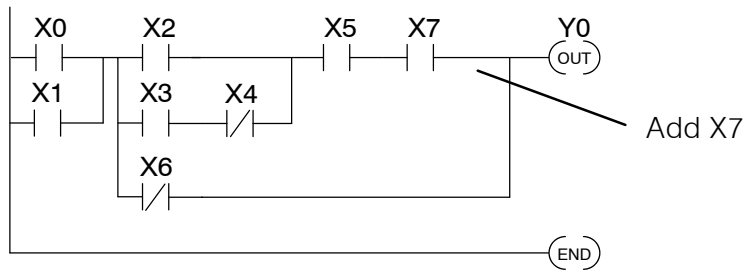 X0 X2 X5 X7 Y0
OUT
X1 X3 X4
Add X7
X6
END